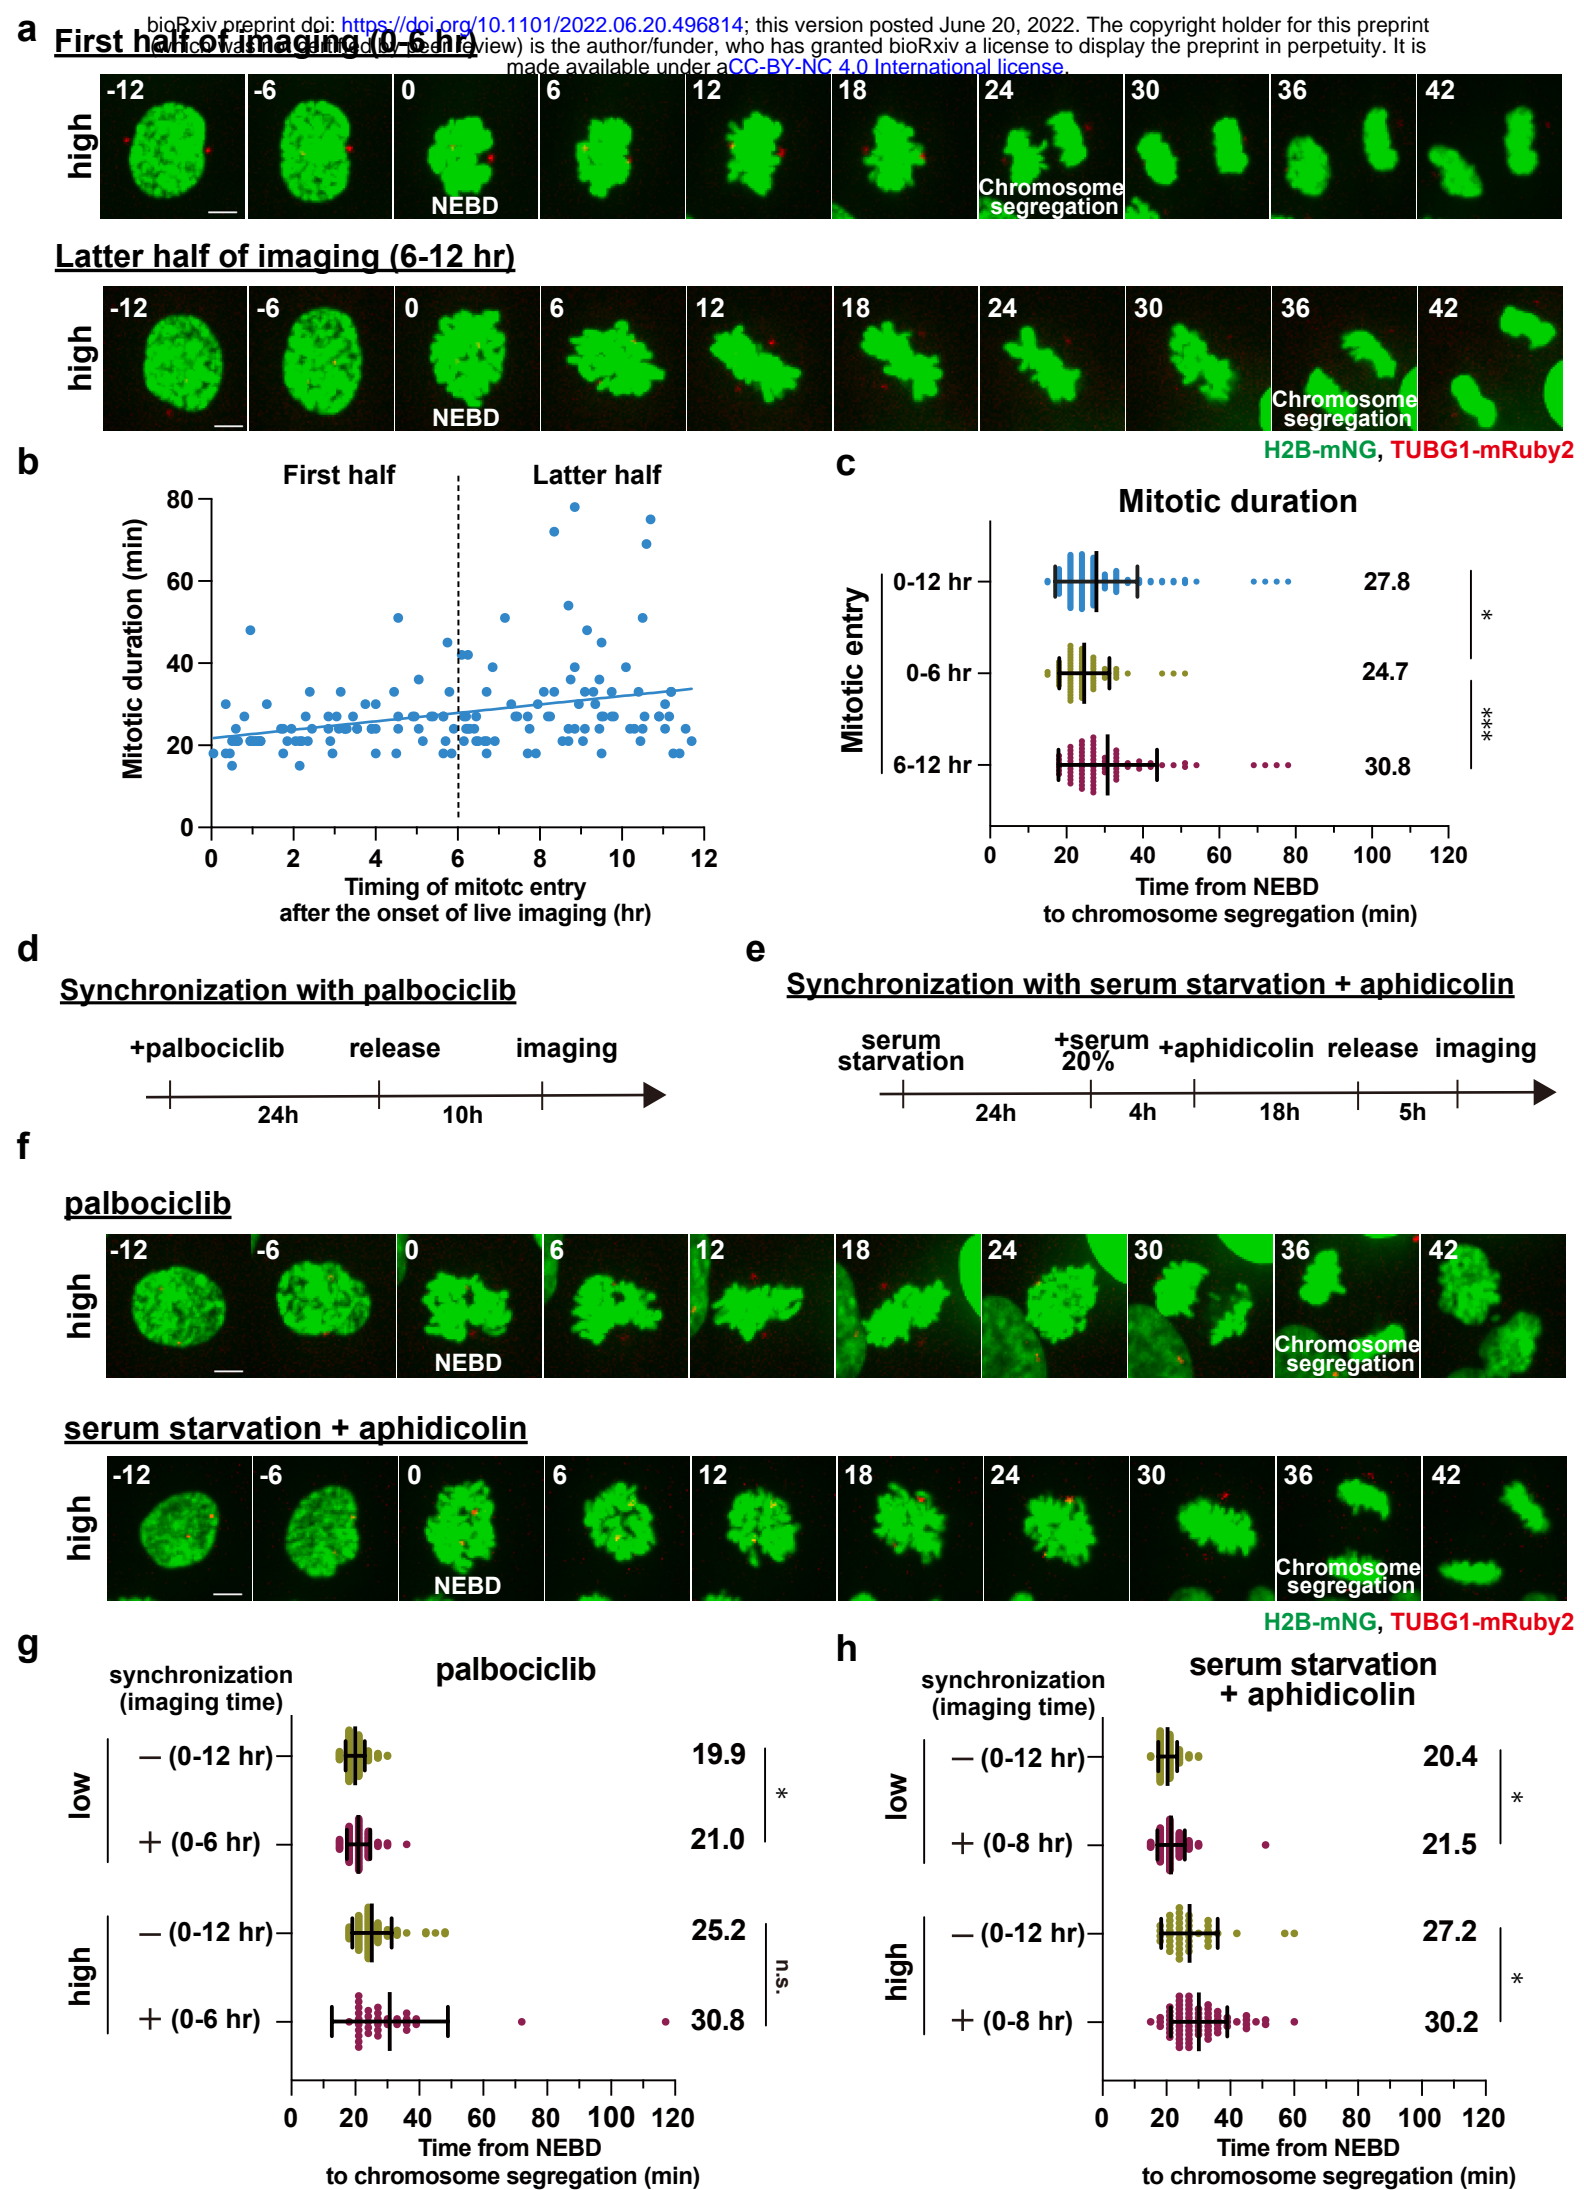 bioRxiv preprint doi: https://doi.org/10.1101/2022.06.20.496814; this version posted June 20, 2022. The copyright holder for this preprint
(which was not certified by peer review) is the author/funder, who has granted bioRxiv a license to display the preprint in perpetuity. It is
made available under aCC-BY-NC 4.0 International license.
a
First half of imaging (0-6 hr)
high
-12 -6 0 6 12 18 24 30 36 42
NEBD
Chromosome
segregation
Latter half of imaging (6-12 hr)
high
-12 -6 0 6 12 18 24 30 36 42
NEBD
Chromosome
segregation
H2B-mNG, TUBG1-mRuby2
b
First half Latter half
Mitotic duration (min)
80
60
40
20
0
0 2 4 6 8 10 12
Timing of mitotc entry
after the onset of live imaging (hr)
c
Mitotic duration
Mitotic entry
0-12 hr 27.8
*
0-6 hr 24.7
***
6-12 hr 30.8
0 20 40 60 80 100 120
Time from NEBD
to chromosome segregation (min)
d
Synchronization with palbociclib
+palbociclib release imaging
24h 10h
e
Synchronization with serum starvation + aphidicolin
serum
starvation
+serum
20%
+aphidicolin release imaging
24h 4h 18h 5h
f
palbociclib
high
-12 -6 0 6 12 18 24 30 36 42
NEBD
Chromosome
segregation
serum starvation + aphidicolin
high
-12 -6 0 6 12 18 24 30 36 42
NEBD
Chromosome
segregation
H2B-mNG, TUBG1-mRuby2
g
palbociclib
synchronization
(imaging time)
low
− (0-12 hr) 19.9
*
+ (0-6 hr) 21.0
high
− (0-12 hr) 25.2
n.s.
+ (0-6 hr) 30.8
0 20 40 60 80 100 120
Time from NEBD
to chromosome segregation (min)
h
serum starvation
+ aphidicolin
synchronization
(imaging time)
low
− (0-12 hr) 20.4
*
+ (0-8 hr) 21.5
high
− (0-12 hr) 27.2
*
+ (0-8 hr) 30.2
0 20 40 60 80 100 120
Time from NEBD
to chromosome segregation (min)